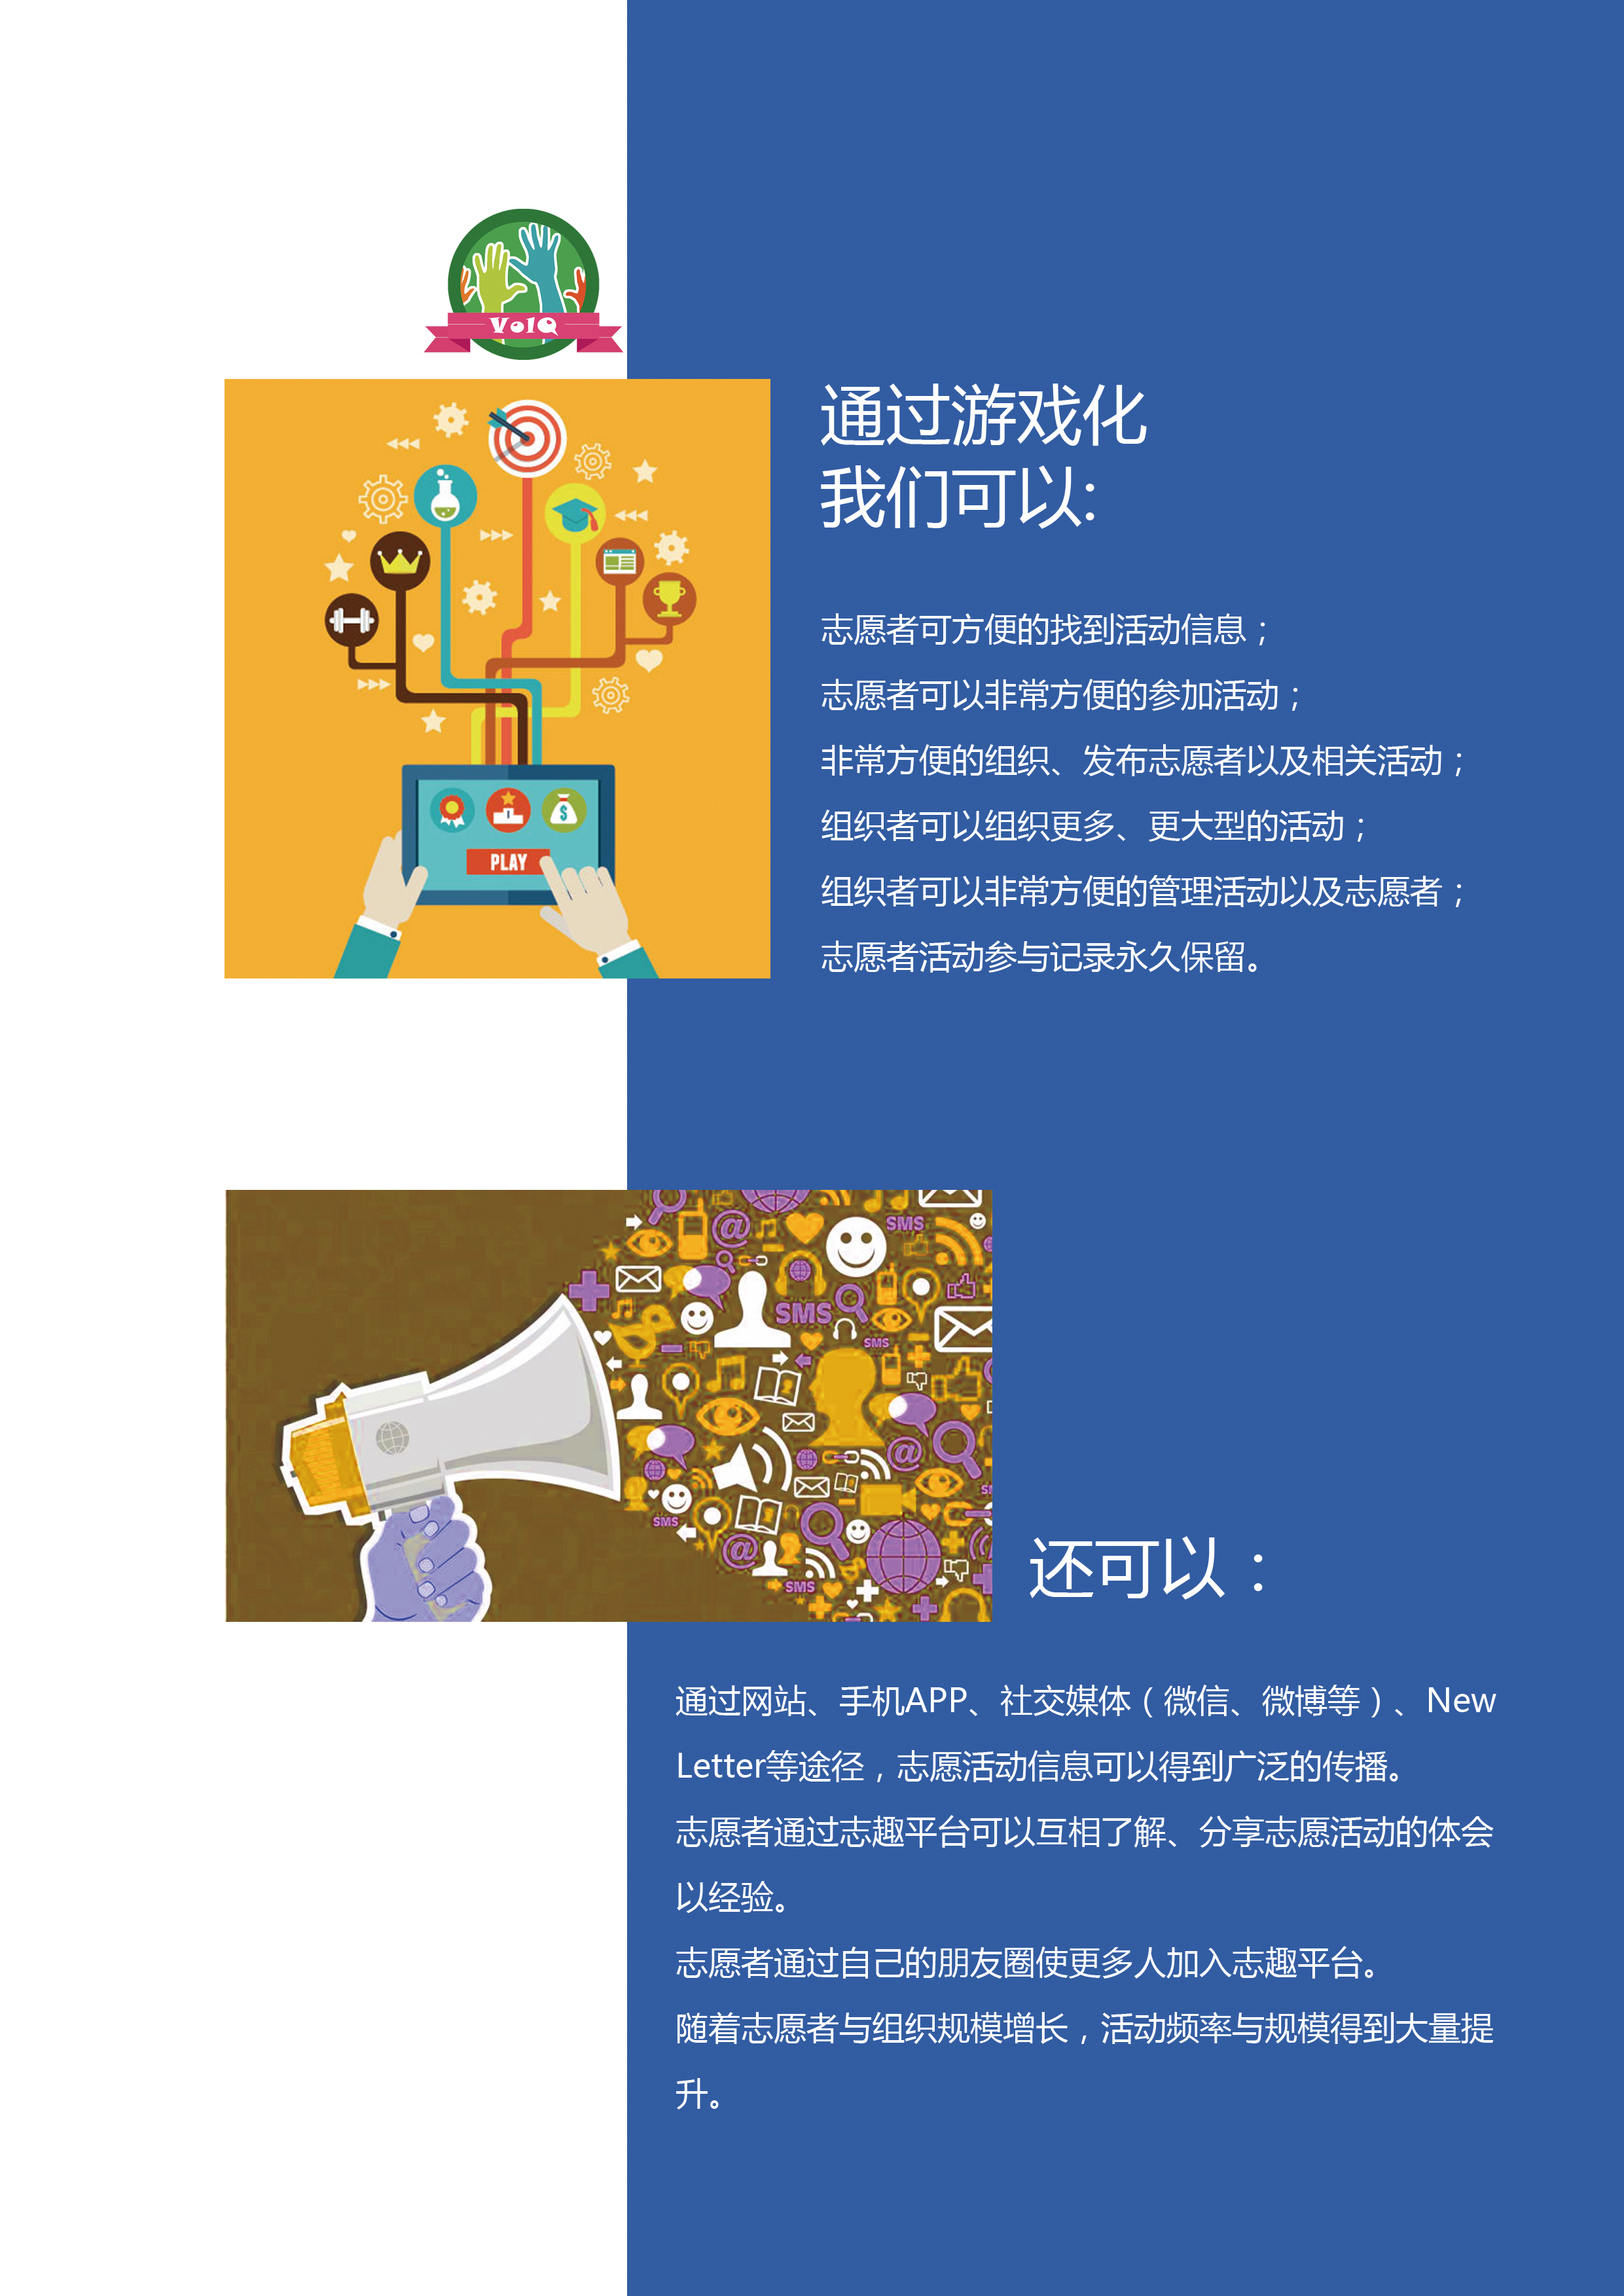 VolQ
通过游戏化
我们可以:
PLAY
志愿者可方便的找到活动信息；
志愿者可以非常方便的参加活动；
非常方便的组织、发布志愿者以及相关活动；
组织者可以组织更多、更大型的活动；
组织者可以非常方便的管理活动以及志愿者；
志愿者活动参与记录永久保留。
SMS
SMS
SMS
SMS
SMS
还可以：
通过网站、手机APP、社交媒体（微信、微博等）、New
Letter等途径，志愿活动信息可以得到广泛的传播。
志愿者通过志趣平台可以互相了解、分享志愿活动的体会
以经验。
志愿者通过自己的朋友圈使更多人加入志趣平台。
随着志愿者与组织规模增长，活动频率与规模得到大量提
升。